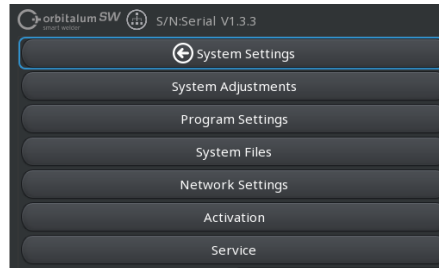 orbitalum SW S/N:Serial V1.3.3
smart welder
System Settings
System Adjustments
Program Settings
System Files
Network Settings
Activation
Service